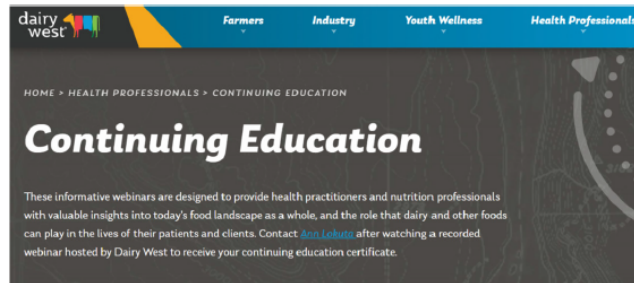 dairy
west
Farmers Industry Youth Wellness Health Professionals
HOME > HEALTH PROFESSIONALS > CONTINUING EDUCATION
Continuing Education
These informative webinars are designed to provide health practitioners and nutrition professionals
with valuable insights into today's food landscape as a whole, and the role that dairy and other foods
can play in the lives of their patients and clients. Contact Ann Lokuta after watching a recorded
webinar hosted by Dairy West to receive your continuing education certificate.